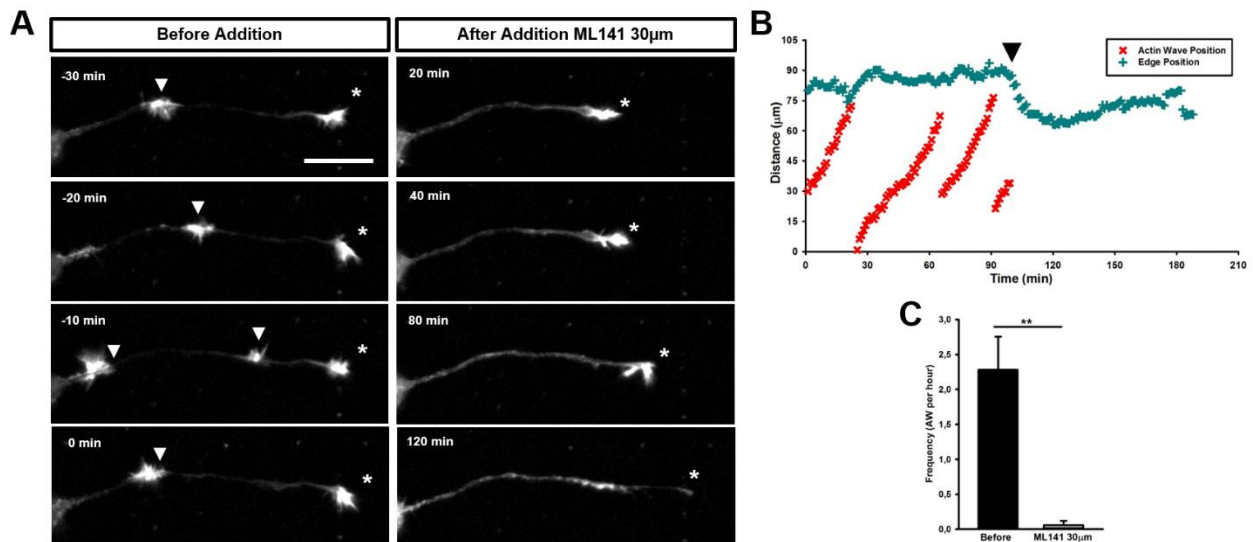 A
Before Addition
After Addition ML141 30µm
-30 min
*
20 min
*
-20 min
*
40 min
*
-10 min
*
80 min
*
-0 min
*
120 min
*
B
105
90
75
60
45
30
15
0
Distance (µm)
0 30 60 90 120 150 180 210
Time (min)
Actin Wave Position
Edge Position
C
3,0
2,5
2,0
1,5
1,0
0,5
0,0
Frequency (AW per hour)
**
Before ML141 30µm